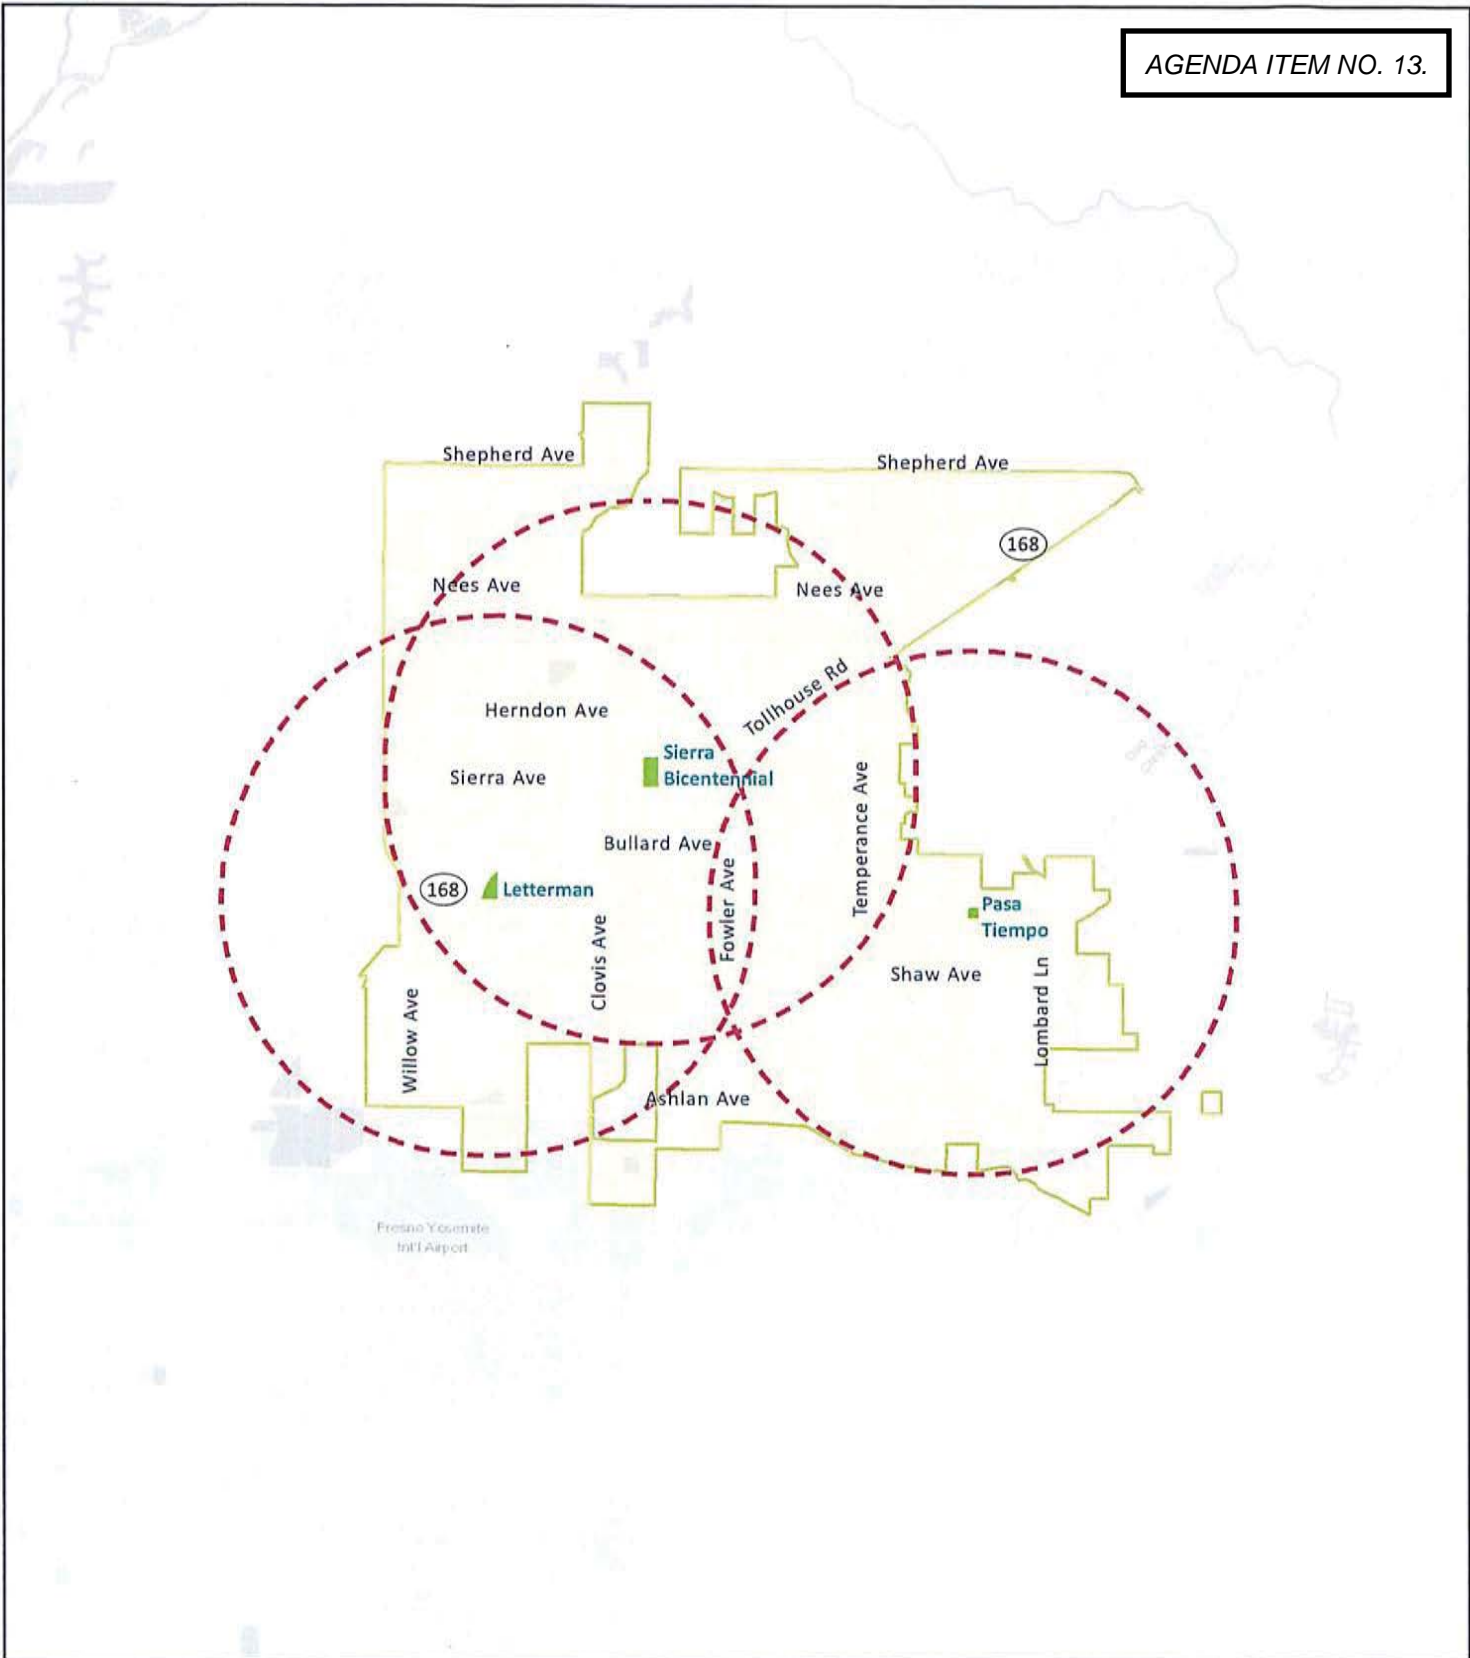 AGENDA ITEM NO. 13.
Shepherd Ave
Shepherd Ave
168
Nees Ave
Nees Ave
Tollhouse Rd
Herndon Ave
Sierra
Bicentennial
Sierra Ave
Temperance Ave
Bullard Ave
Fowler Ave
168
Letterman
Pasa
Tiempo
Clovis Ave
Shaw Ave
Lombard Ln
Willow Ave
Ashlan Ave
Fresno Yosemite
Int'l Airport